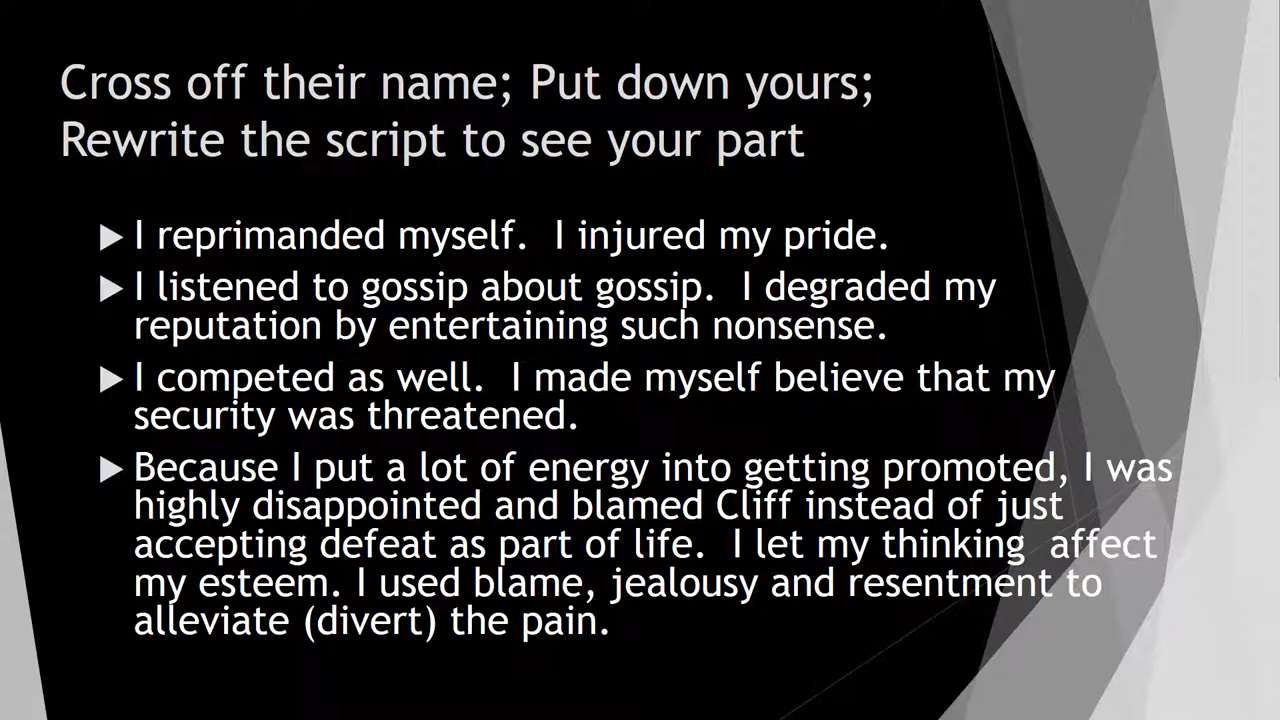 Cross off their name; Put down yours;
Rewrite the script to see your part
I reprimanded myself.  I injured my pride.
I listened to gossip about gossip.  I degraded my
reputation by entertaining such nonsense.
I competed as well.  I made myself believe that my
security was threatened.
Because I put a lot of energy into getting promoted, I was
highly disappointed and blamed Cliff instead of just
accepting defeat as part of life.  I let my thinking  affect
my esteem. I used blame, jealousy and resentment to
alleviate (divert) the pain.